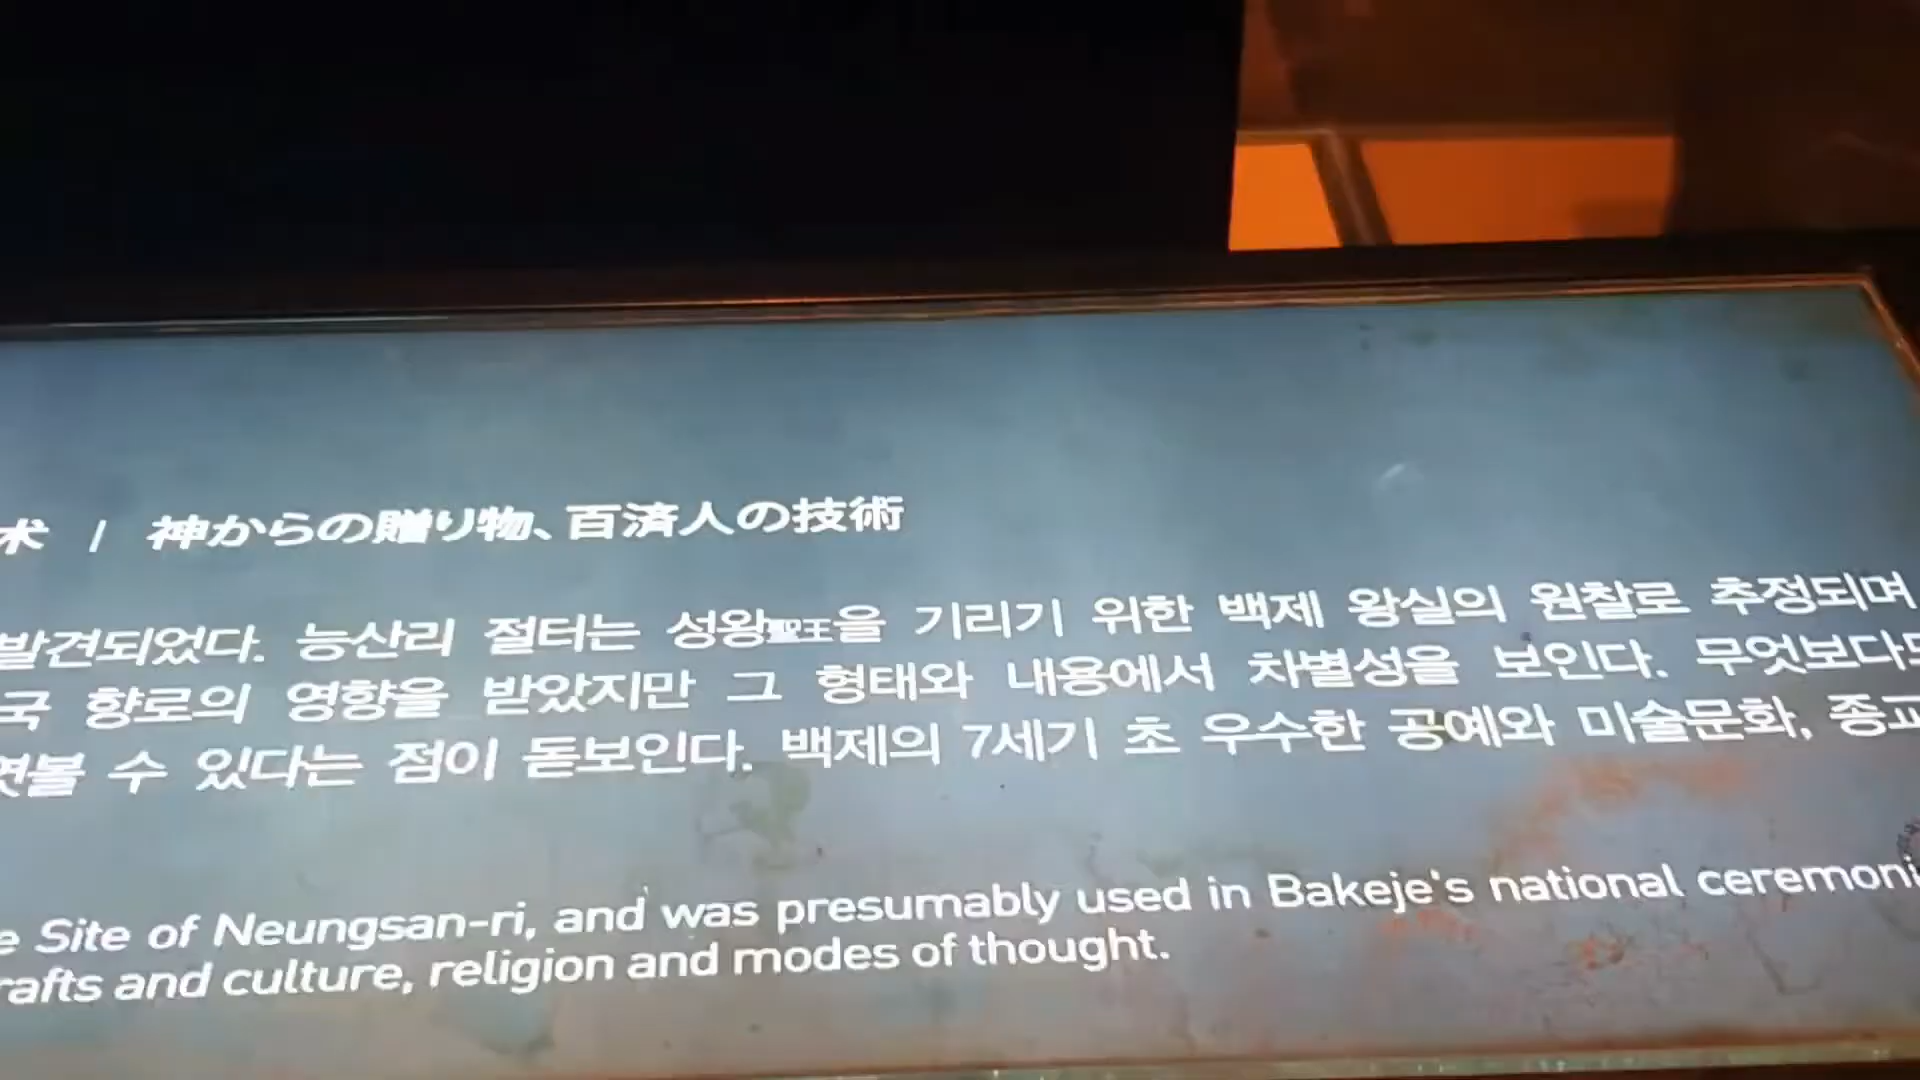 术 / 神からの贈り物、百済人の技術
발견되었다. 능산리 절터는 성왕聖王을 기리기 위한 백제 왕실의 원찰로 추정되며
국 향로의 영향을 받았지만 그 형태와 내용에서 차별성을 보인다. 무엇보다도
엿볼 수 있다는 점이 돋보인다. 백제의 7세기 초 우수한 공예와 미술문화, 종교
e Site of Neungsan-ri, and was presumably used in Bakeje's national ceremoni
rafts and culture, religion and modes of thought.